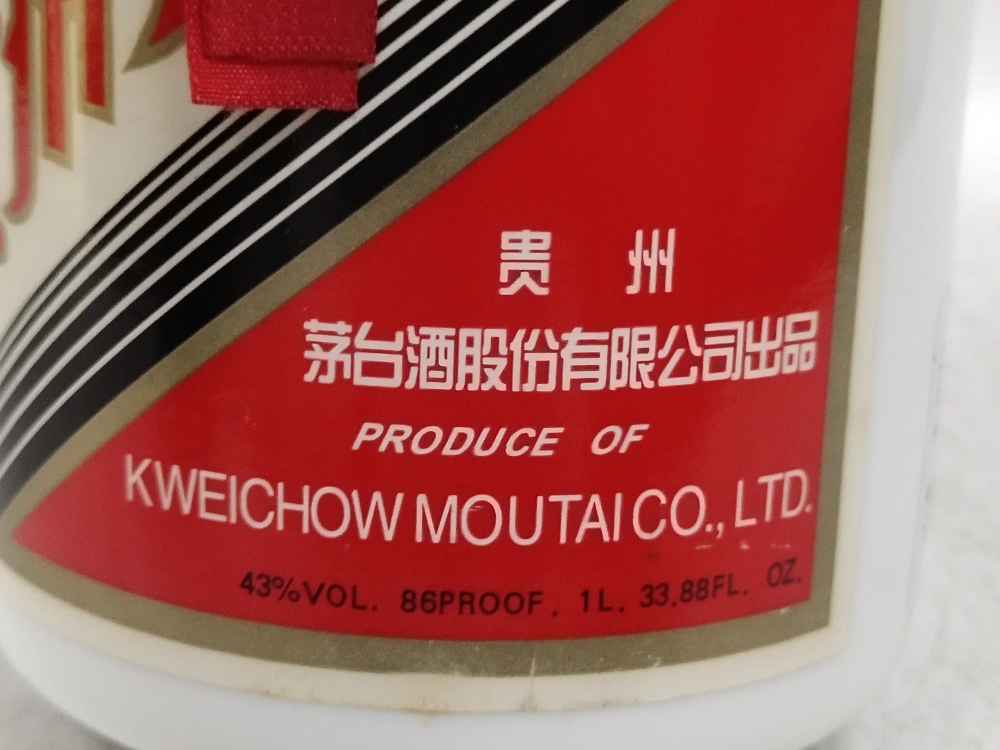 贵 州
茅台酒股份有限公司出品
PRODUCE OF
KWEICHOW MOUTAI CO., LTD.
43%VOL. 86PROOF. 1L. 33.88FL. OZ.